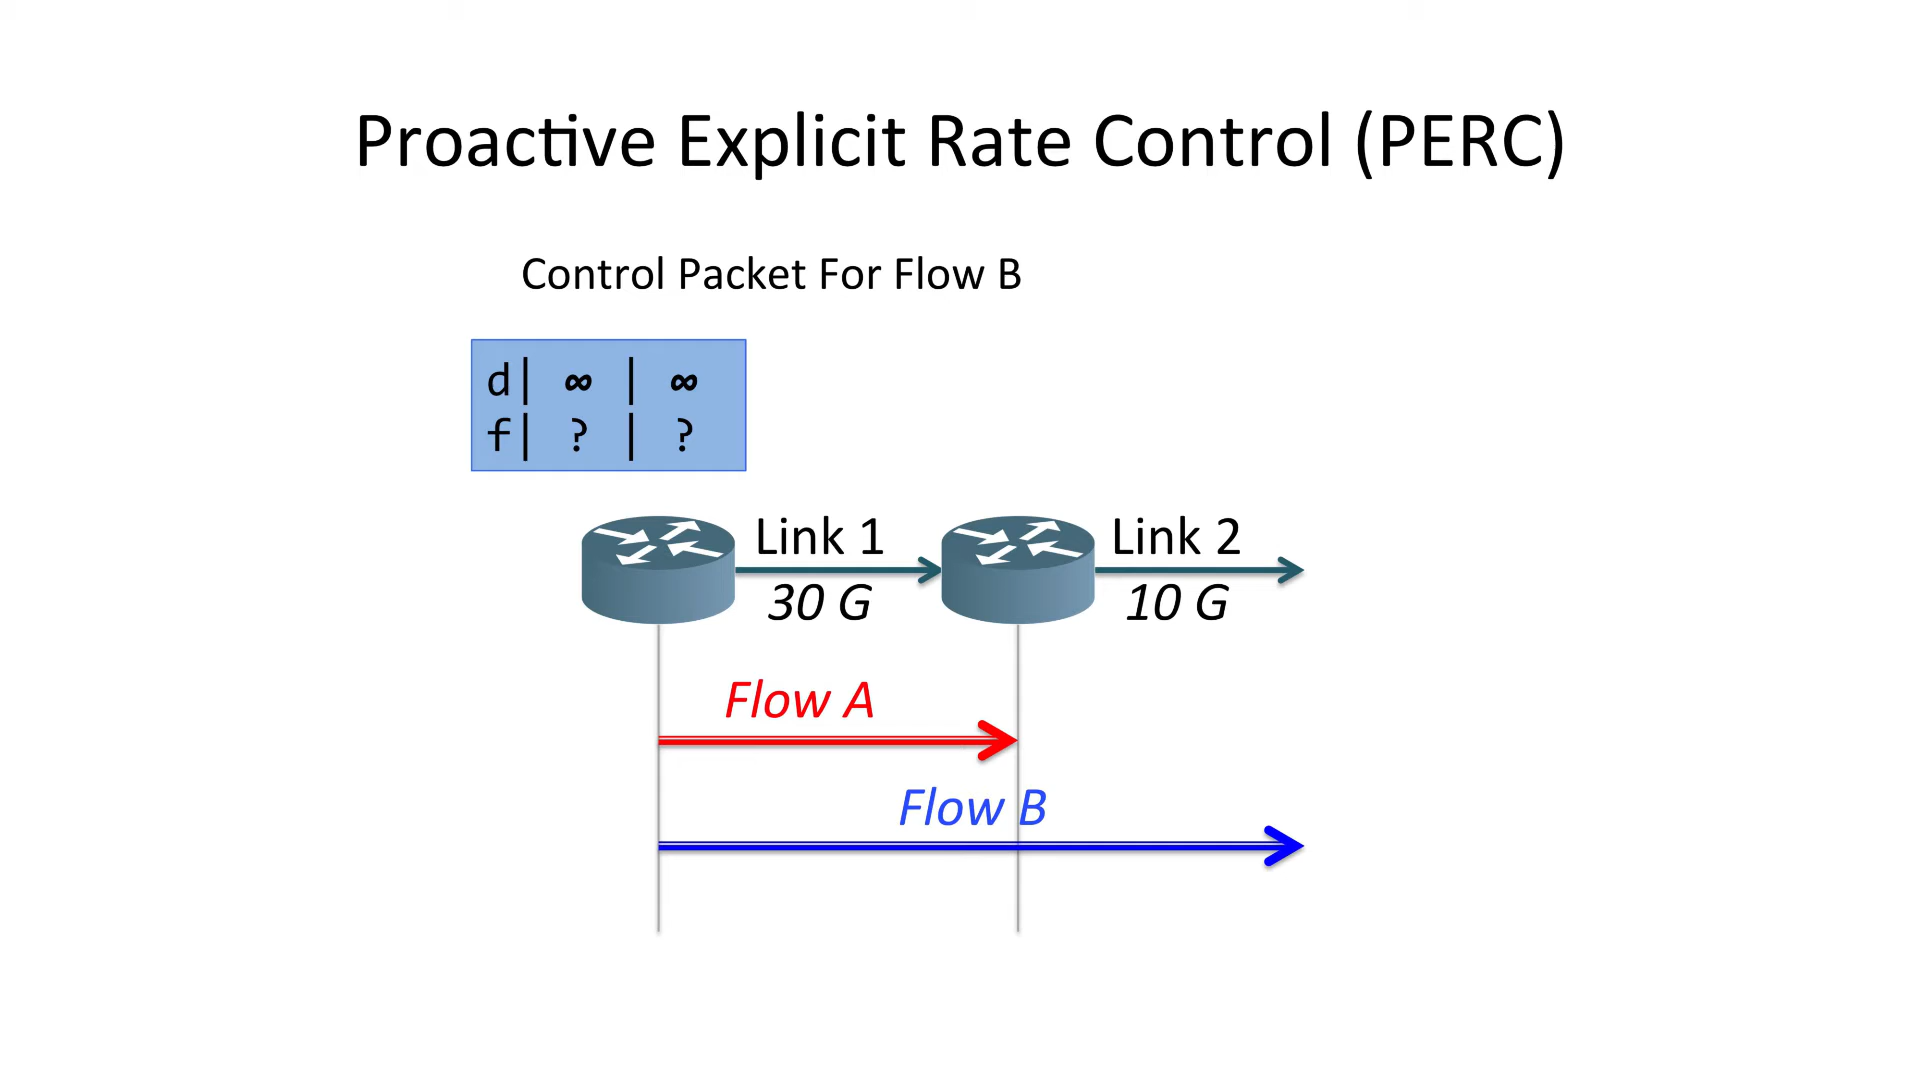 Proactive Explicit Rate Control (PERC)
Control Packet For Flow B
d| ∞ | ∞
f| ? | ?
Link 1
30 G
Link 2
10 G
Flow A
Flow B